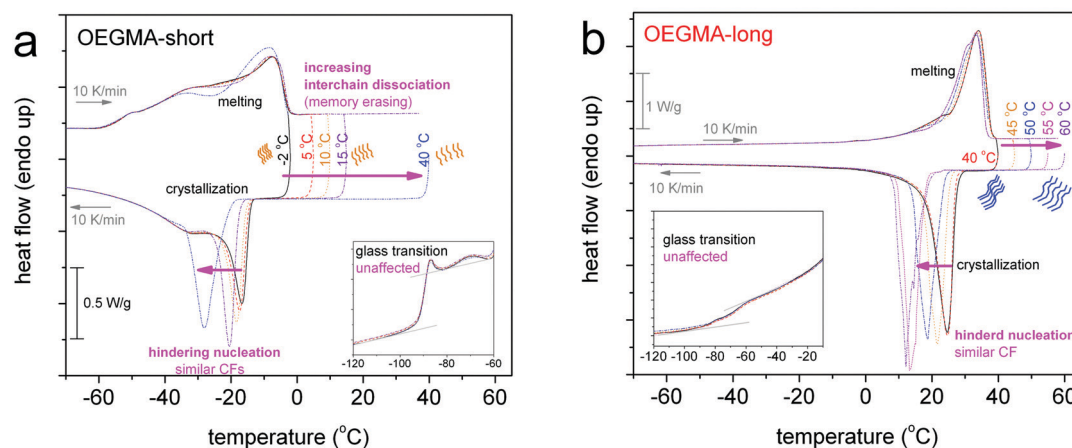 a
OEGMA-short
10 K/min
melting
increasing
interchain dissociation
(memory erasing)
-2 °C
5 °C
10 °C
15 °C
40 °C
crystallization
10 K/min
0.5 W/g
hindering nucleation
similar CFs
glass transition
unaffected
-120 -100 -80 -60
heat flow (endo up)
-60 -40 -20 0 20 40 60
temperature (°C)
b
OEGMA-long
1 W/g
melting
10 K/min
45 °C
50 °C
55 °C
60 °C
40 °C
10 K/min
glass transition
unaffected
-120 -100 -80 -60 -40 -20
crystallization
hinderd nucleation
similar CF
heat flow (endo up)
-60 -40 -20 0 20 40 60
temperature (°C)